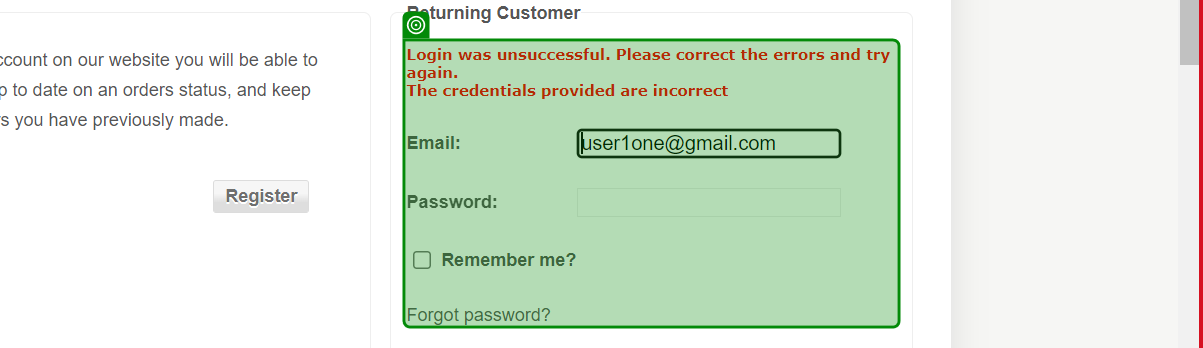 Returning Customer
ccount on our website you will be able to
p to date on an orders status, and keep
rs you have previously made.
Register
Login was unsuccessful. Please correct the errors and try
again.
The credentials provided are incorrect
Email: user1one@gmail.com
Password:
Remember me?
Forgot password?